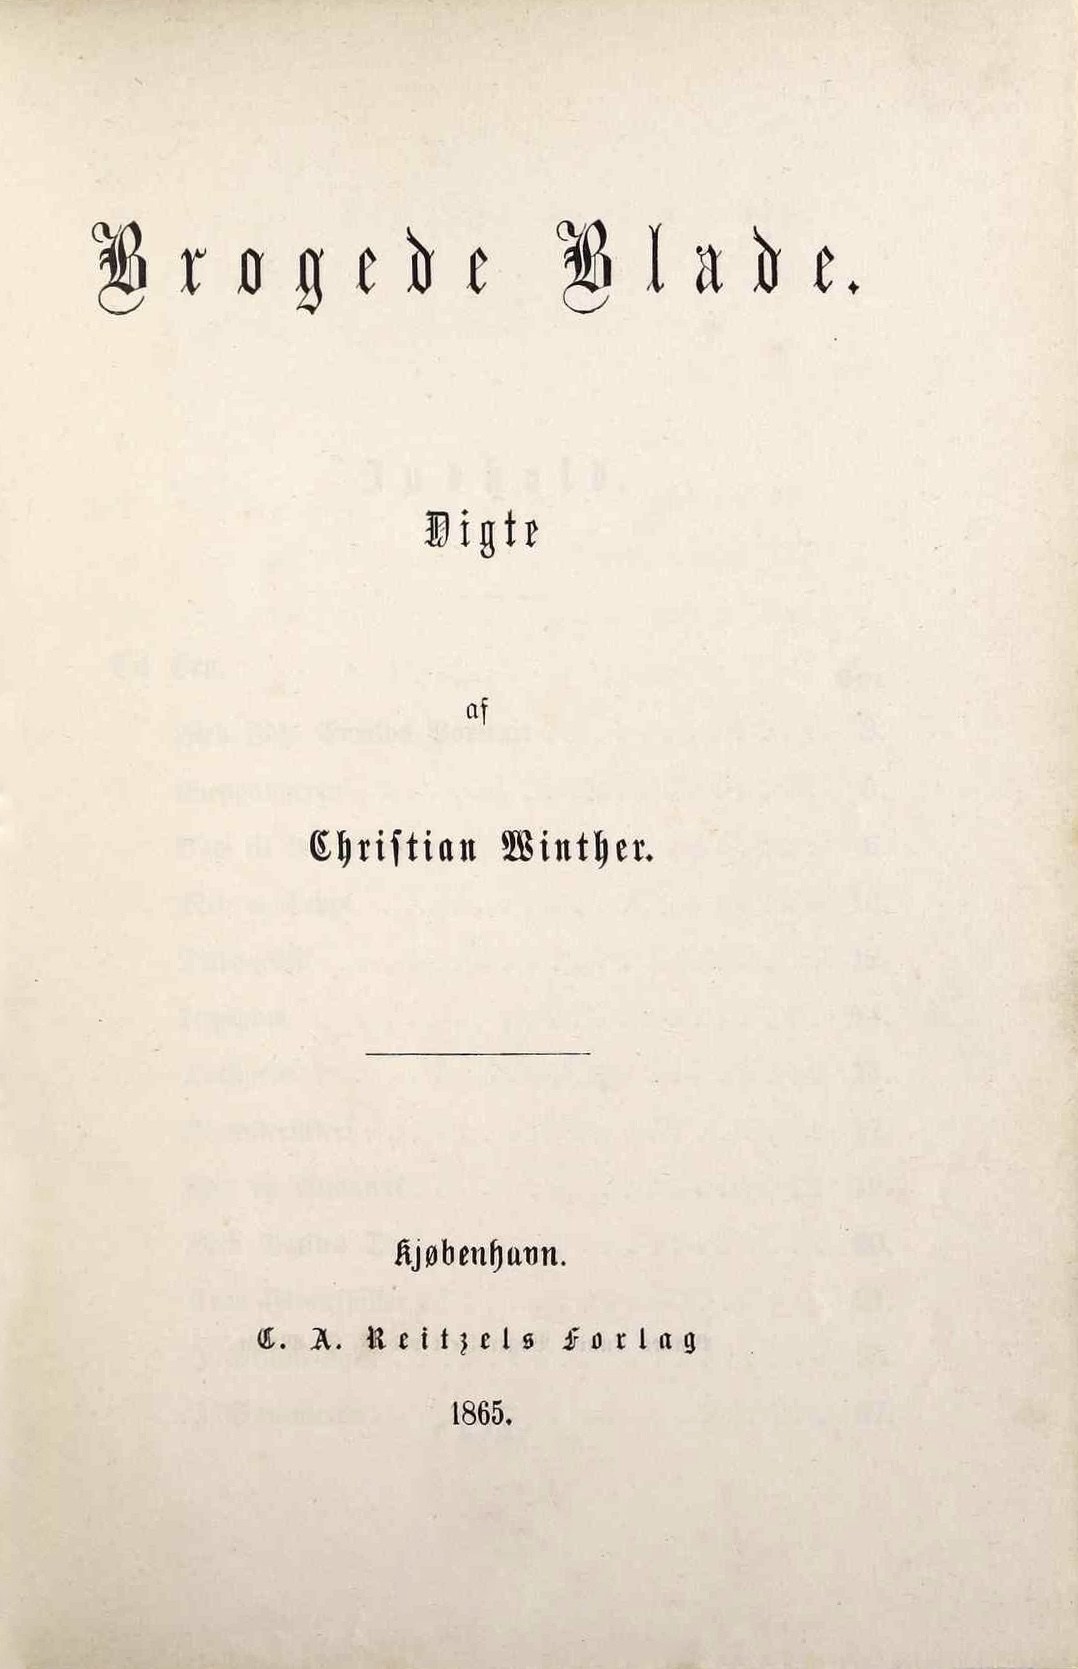 Brogede Blade.
Digte
af
Chriſtian Winther.
Kjøbenhavn.
C. A. Reitzels Forlag
1865.